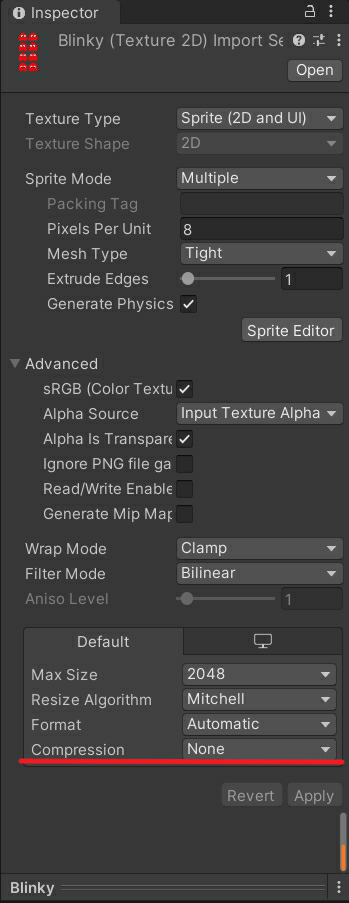 Inspector
Blinky (Texture 2D) Import Se
Open
Texture Type Sprite (2D and UI)
Texture Shape 2D
Sprite Mode Multiple
Packing Tag
Pixels Per Unit 8
Mesh Type Tight
Extrude Edges 1
Generate Physics
Sprite Editor
Advanced
sRGB (Color Textu
Alpha Source Input Texture Alpha
Alpha Is Transpare
Ignore PNG file ga
Read/Write Enable
Generate Mip Map
Wrap Mode Clamp
Filter Mode Bilinear
Aniso Level 1
Default
Max Size 2048
Resize Algorithm Mitchell
Format Automatic
Compression None
Revert Apply
Blinky